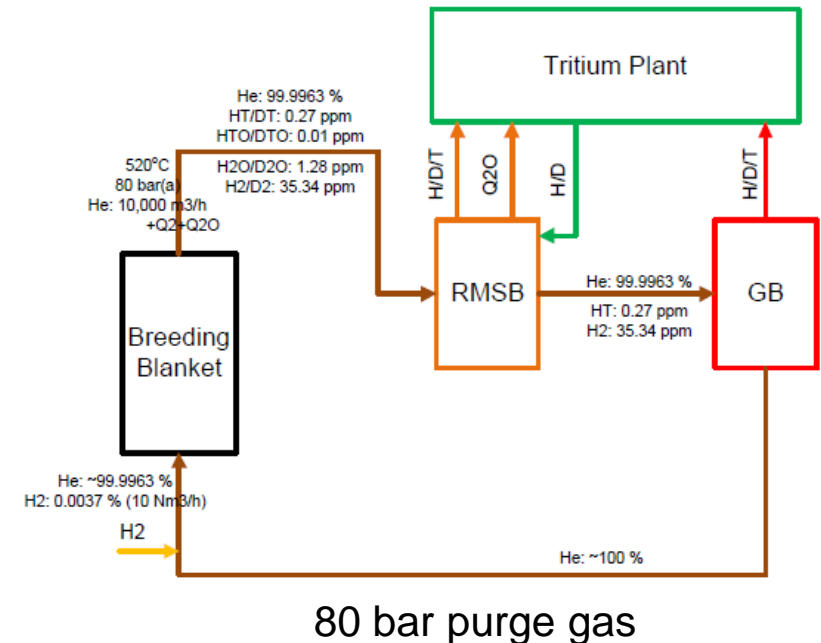 Tritium Plant
He: 99.9963 %
HT/DT: 0.27 ppm
HTO/DTO: 0.01 ppm
H2O/D2O: 1.28 ppm
H2/D2: 35.34 ppm
520°C
80 bar(a)
He: 10,000 m3/h
+Q2+Q2O
H/D/T
Q2O
H/D
H/D/T
Breeding
Blanket
RMSB
He: 99.9963 %
HT: 0.27 ppm
H2: 35.34 ppm
GB
He: ~99.9963 %
H2: 0.0037 % (10 Nm3/h)
H2
He: ~100 %
80 bar purge gas